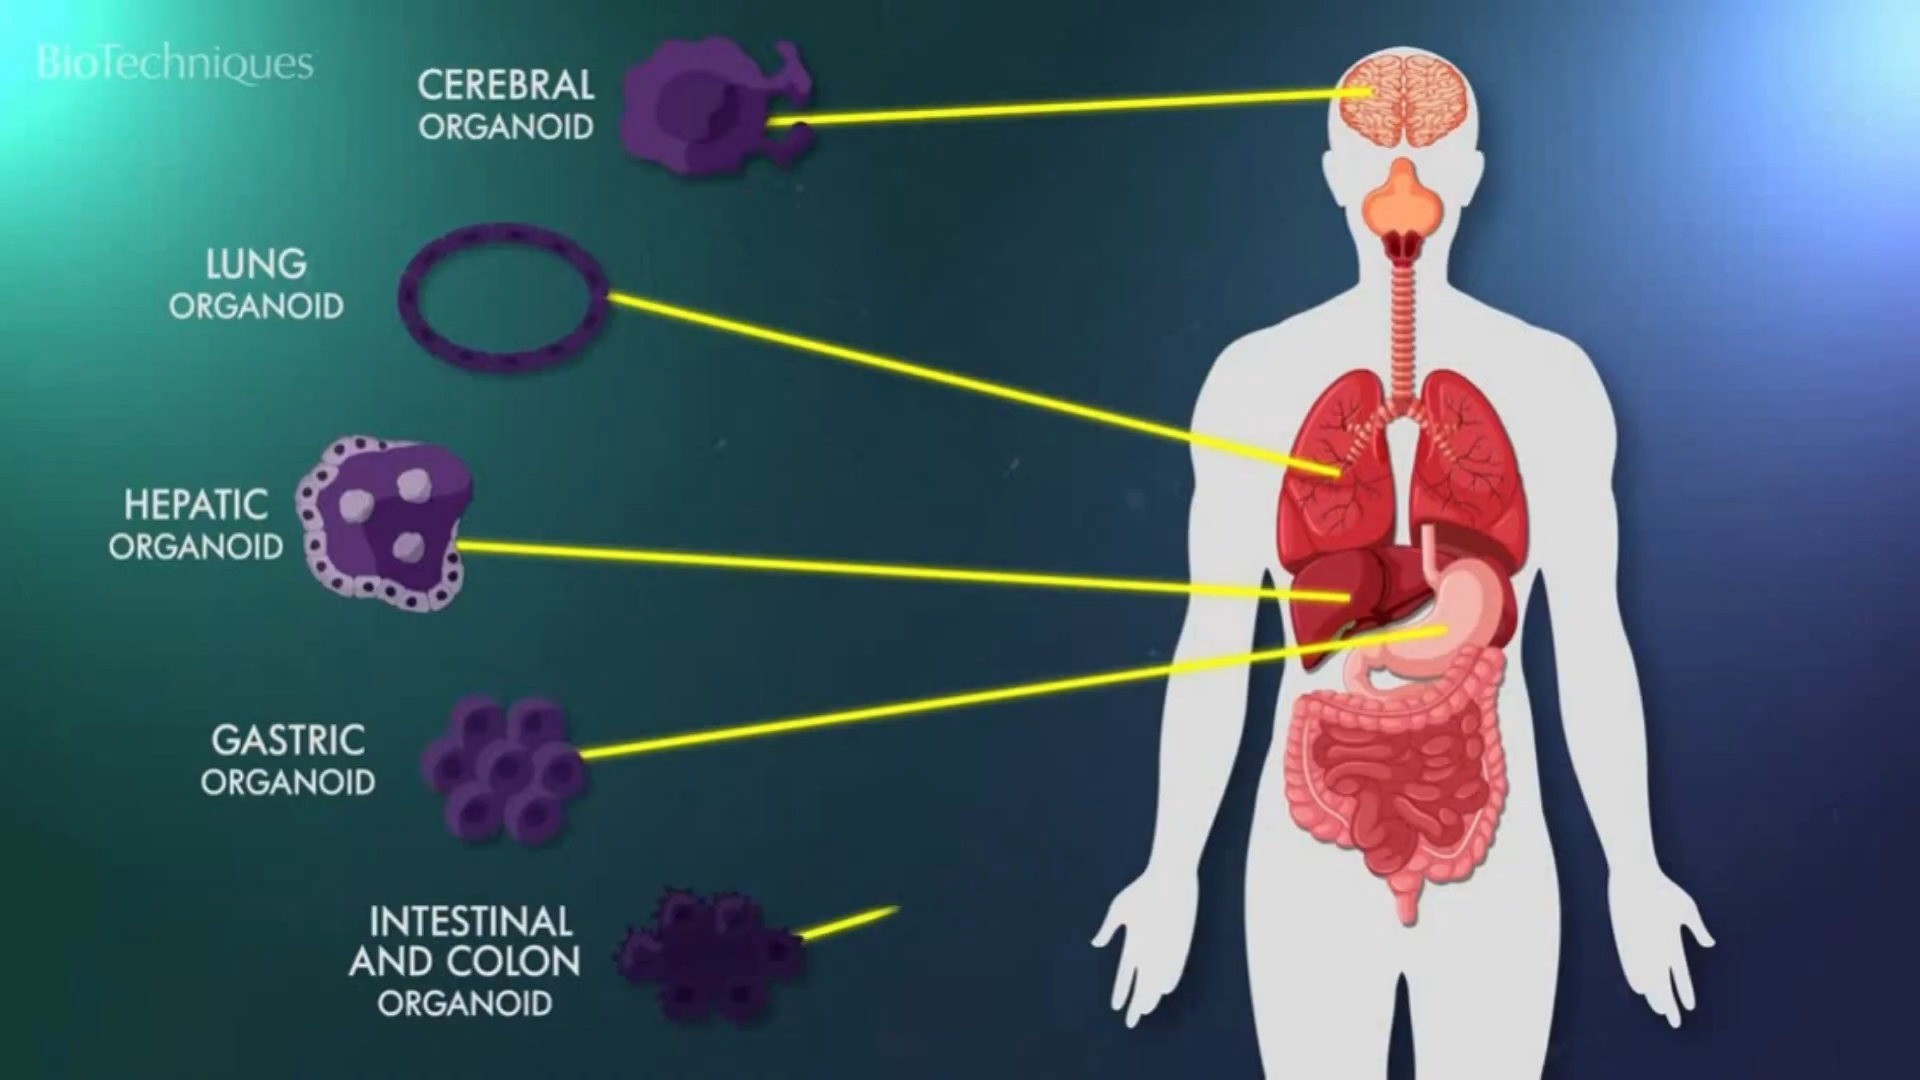 BioTechniques
CEREBRAL
ORGANOID
LUNG
ORGANOID
HEPATIC
ORGANOID
GASTRIC
ORGANOID
INTESTINAL
AND COLON
ORGANOID